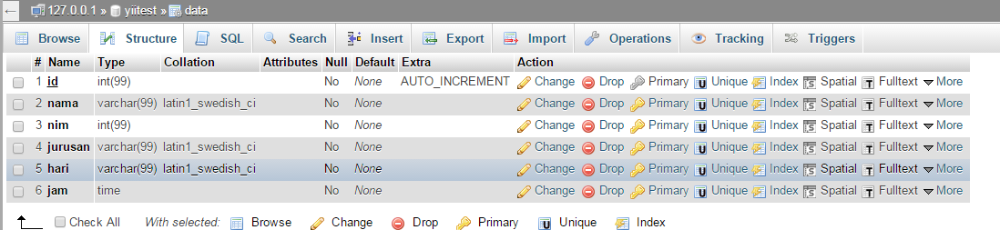 127.0.0.1 » yiitest » data
Browse Structure SQL Search Insert Export Import Operations Tracking Triggers
# Name Type Collation Attributes Null Default Extra Action
1 id int(99) No None AUTO_INCREMENT Change Drop Primary Unique Index Spatial Fulltext More
2 nama varchar(99) latin1_swedish_ci No None Change Drop Primary Unique Index Spatial Fulltext More
3 nim int(99) No None Change Drop Primary Unique Index Spatial Fulltext More
4 jurusan varchar(99) latin1_swedish_ci No None Change Drop Primary Unique Index Spatial Fulltext More
5 hari varchar(99) latin1_swedish_ci No None Change Drop Primary Unique Index Spatial Fulltext More
6 jam time No None Change Drop Primary Unique Index Spatial Fulltext More
Check All With selected: Browse Change Drop Primary Unique Index